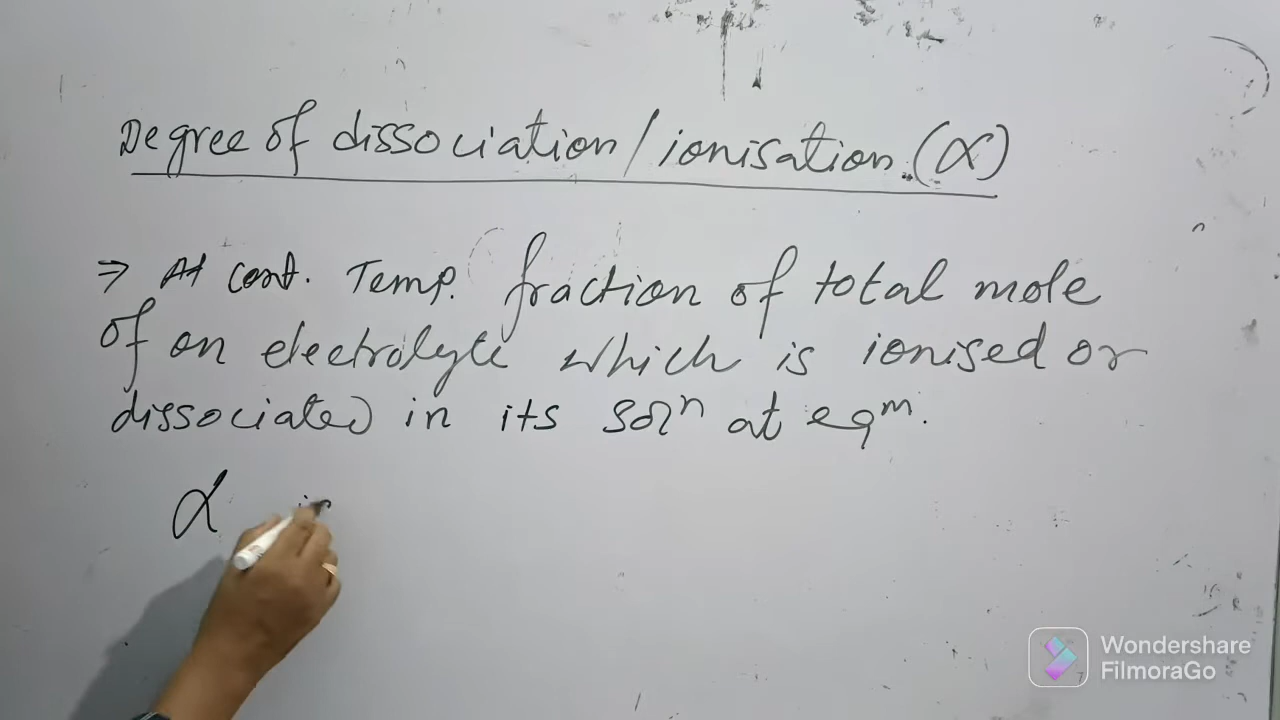 Degree of dissociation/ionisation.(α)
⇒ At cont. Temp. fraction of total mole
of an electrolyte which is ionised or
dissociated in its solⁿ at eqᵐ.
α
Wondershare
FilmoraGo